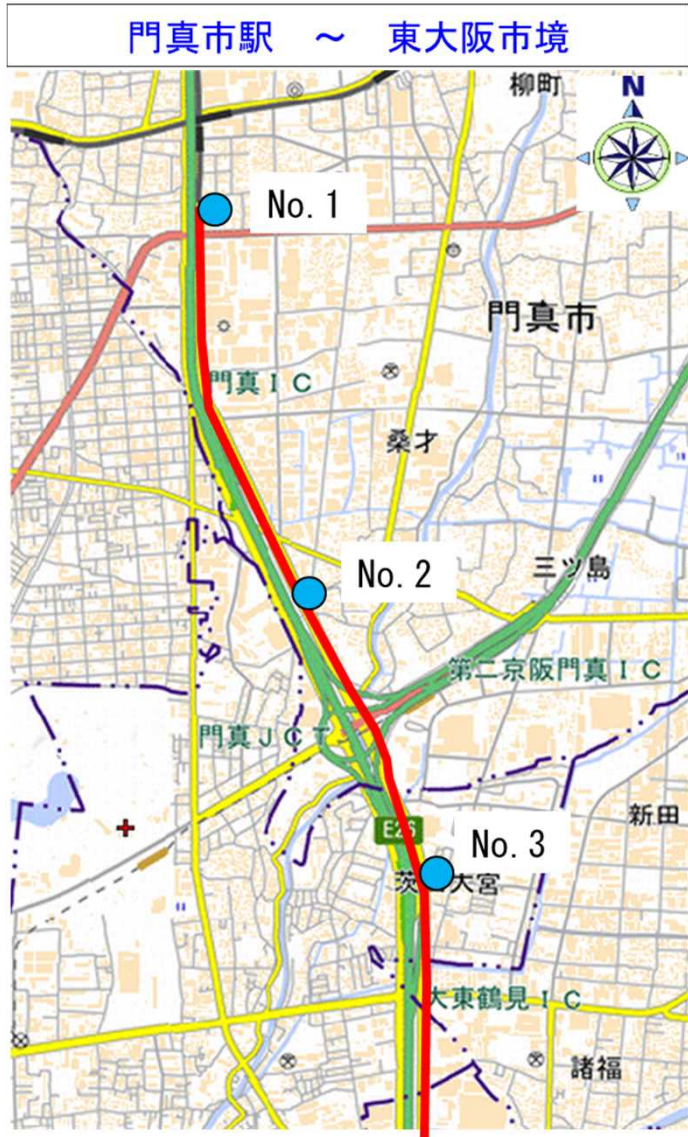 門真市駅 ～ 東大阪市境
柳町
N
No. 1
門真市
門真ＩＣ
桑才
三ツ島
No. 2
第二京阪門真ＩＣ
門真ＪＣＴ
新田
E26
No. 3
茨
大宮
大東鶴見ＩＣ
諸福